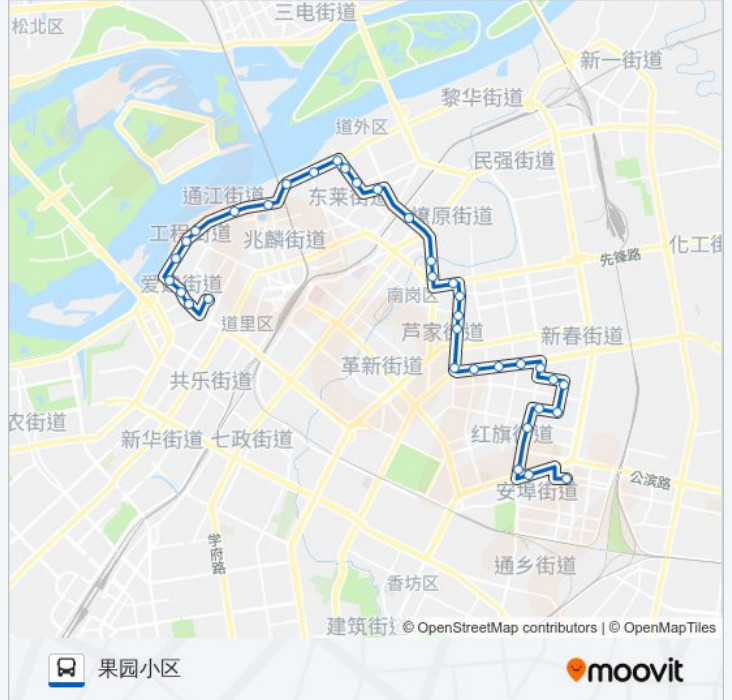 三电街道
松北区
新一街道
黎华街道
道外区
民强街道
通江街道
东莱街道
燎原街道
工程街道
兆麟街道
化工街
先锋路
爱建街道
南岗区
道里区
芦家街道
新春街道
革新街道
共乐街道
农街道
新华街道
七政街道
红旗街道
公滨路
安埠街道
学府路
通乡街道
香坊区
建筑街道
© OpenStreetMap contributors | © OpenMapTiles
果园小区
moovit